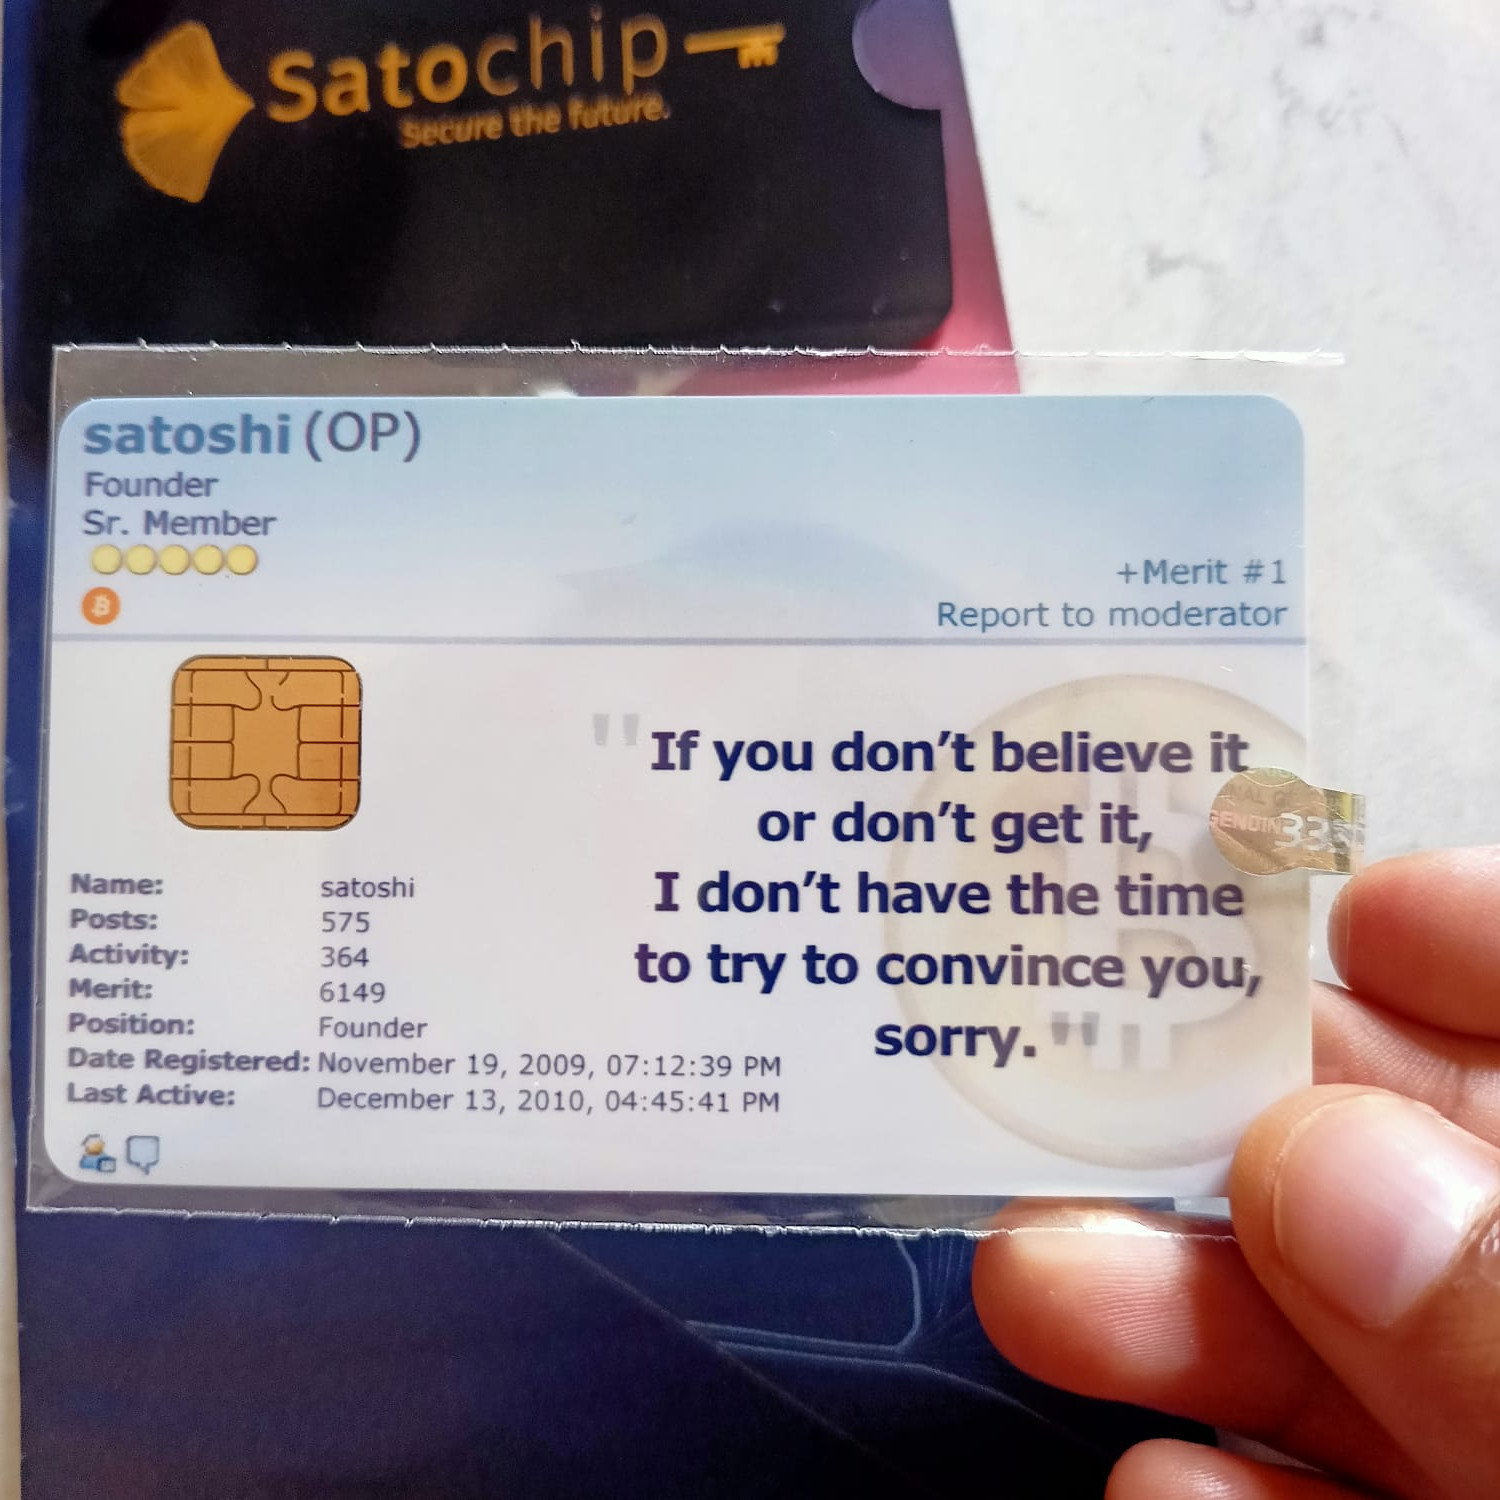 Satochip
Secure the future.
satoshi (OP)
Founder
Sr. Member
+Merit #1
Report to moderator
"If you don't believe it
or don't get it,
I don't have the time
to try to convince you,
sorry."
GENUIN
335
Name: satoshi
Posts: 575
Activity: 364
Merit: 6149
Position: Founder
Date Registered: November 19, 2009, 07:12:39 PM
Last Active: December 13, 2010, 04:45:41 PM